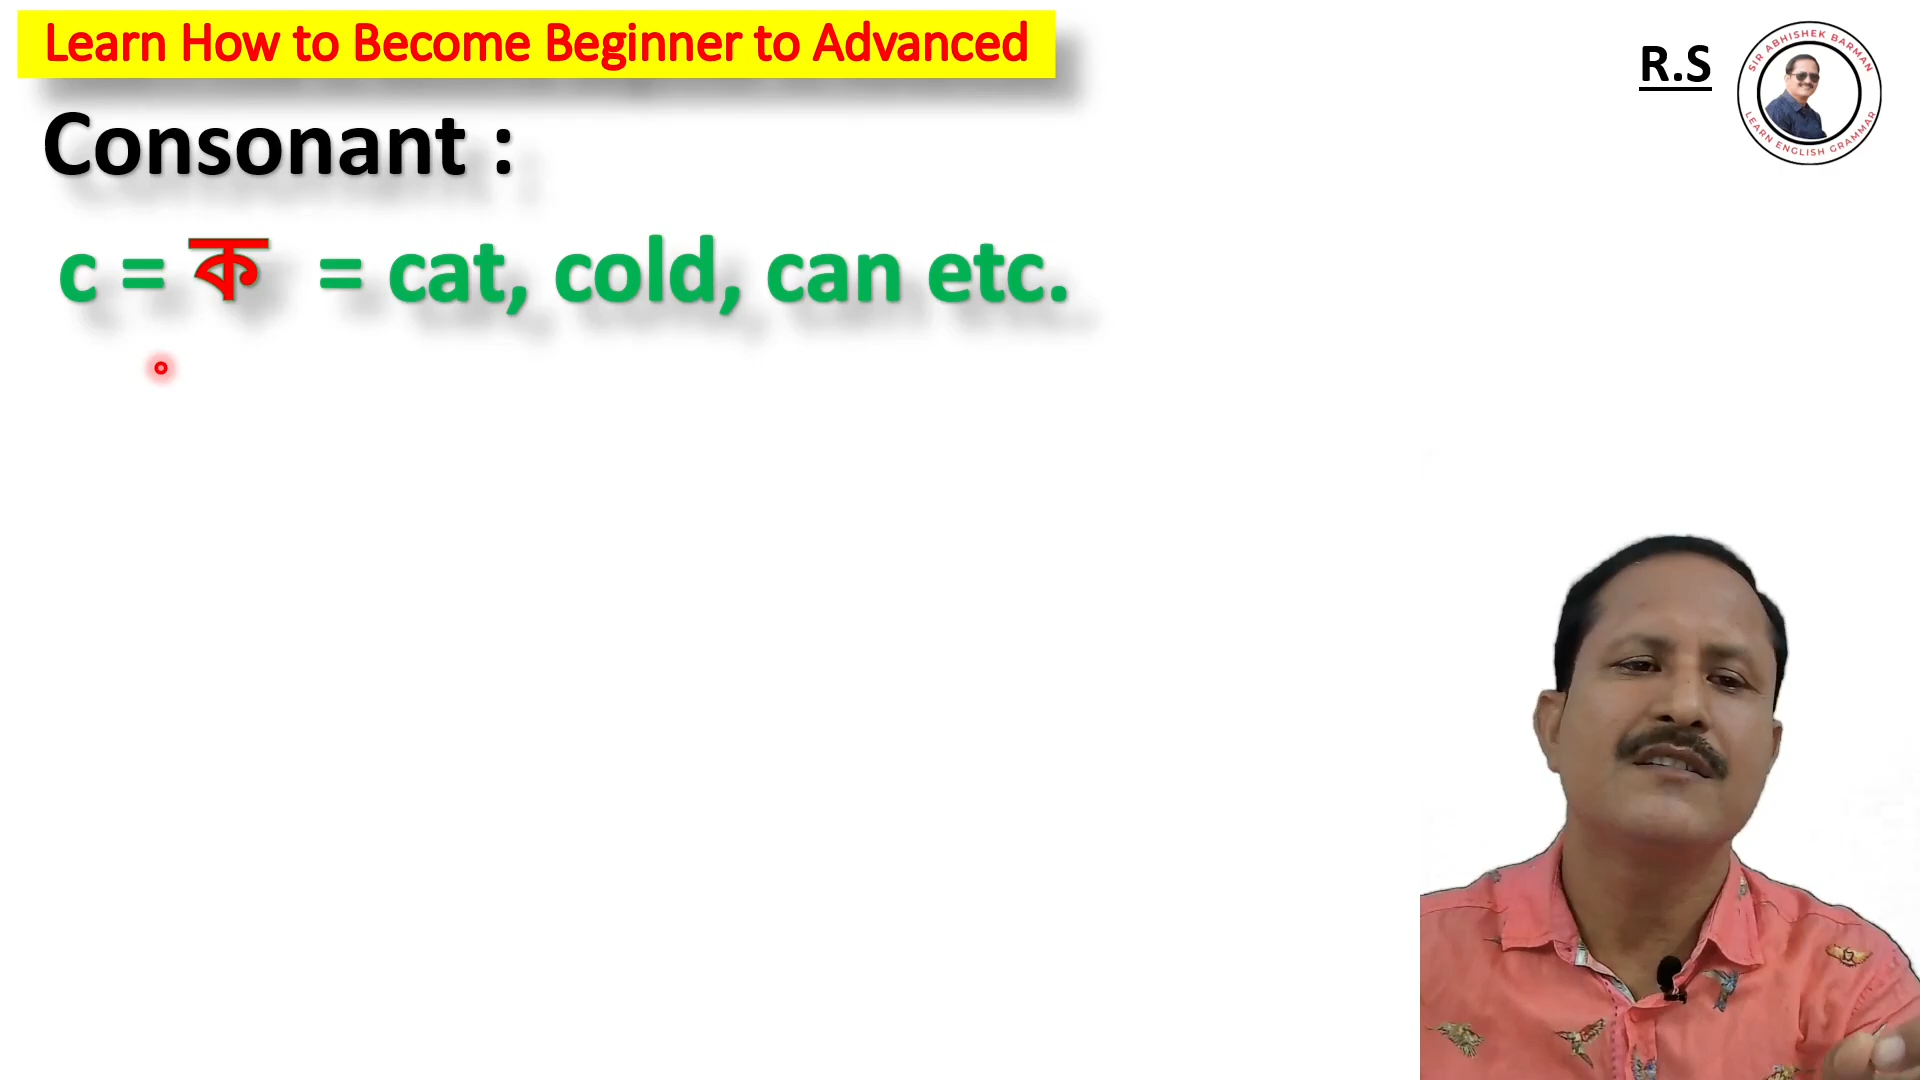 Learn How to Become Beginner to Advanced
R.S
SIR ABHISHEK BARMAN
LEARN ENGLISH GRAMMAR
Consonant :
c = ক = cat, cold, can etc.